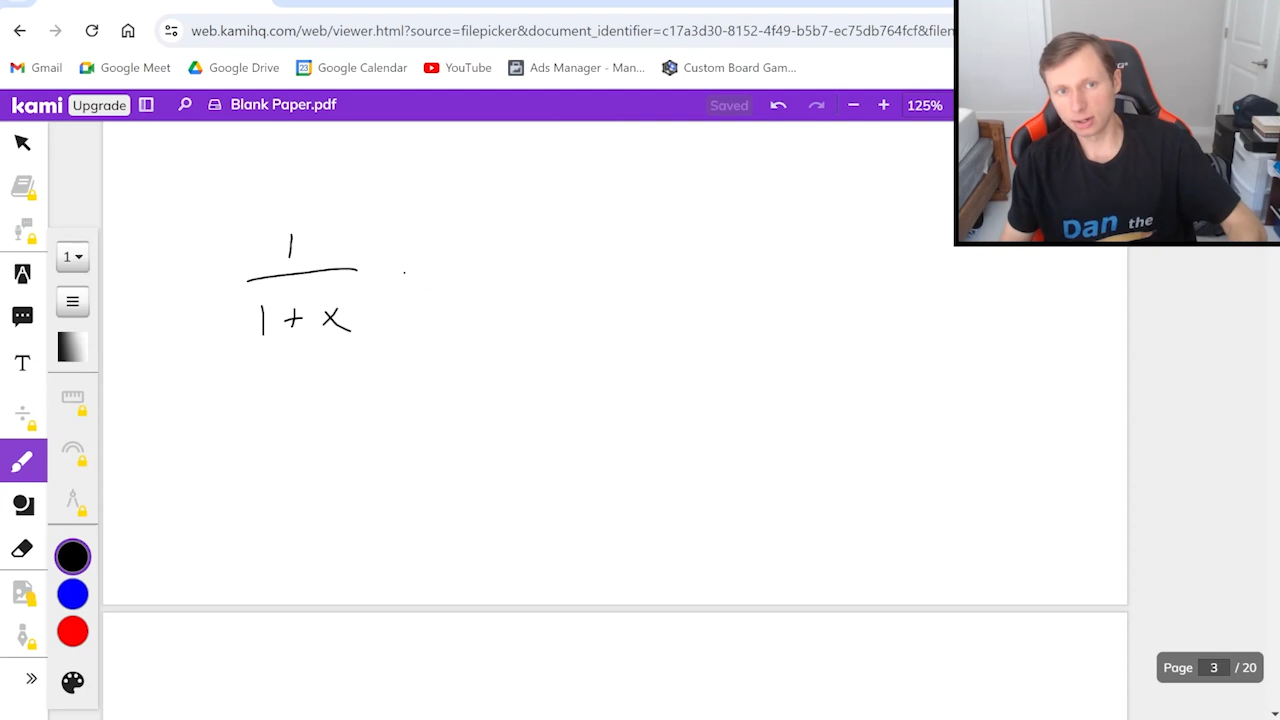 web.kamihq.com/web/viewer.html?source=filepicker&document_identifier=c17a3d30-8152-4f49-b5b7-ec75db764fcf&filen
Gmail Google Meet Google Drive 23 Google Calendar YouTube Ads Manager - Man... Custom Board Gam...
kami Upgrade Blank Paper.pdf Saved 125%
Dan the
1
1
1 + x
T
Page 3 / 20